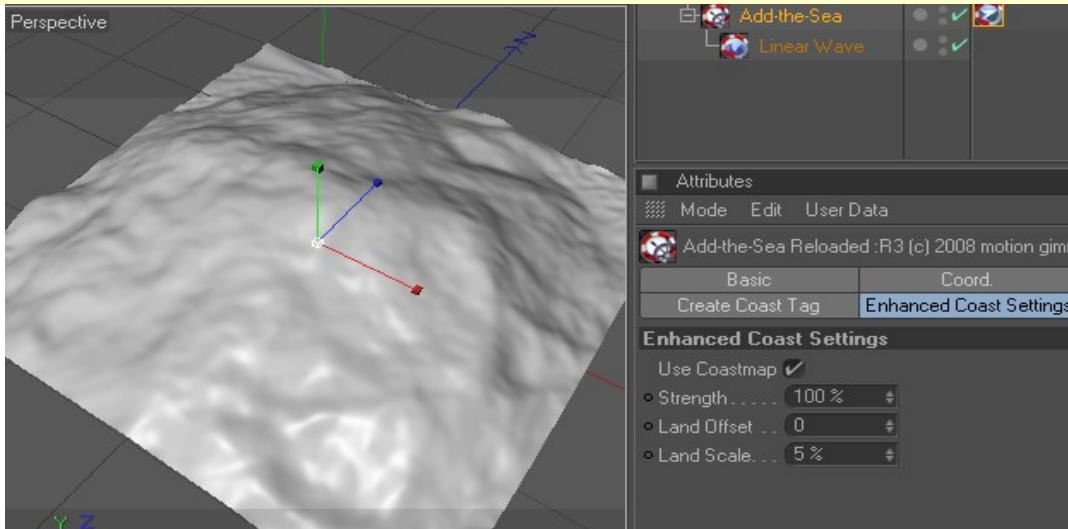 Perspective
Y Z
Add-the-Sea
Linear Wave
Attributes
Mode Edit User Data
Add-the-Sea Reloaded :R3 (c) 2008 motion gim
Basic Coord.
Create Coast Tag Enhanced Coast Settings
Enhanced Coast Settings
Use Coastmap
Strength..... 100 %
Land Offset .. 0
Land Scale... 5 %